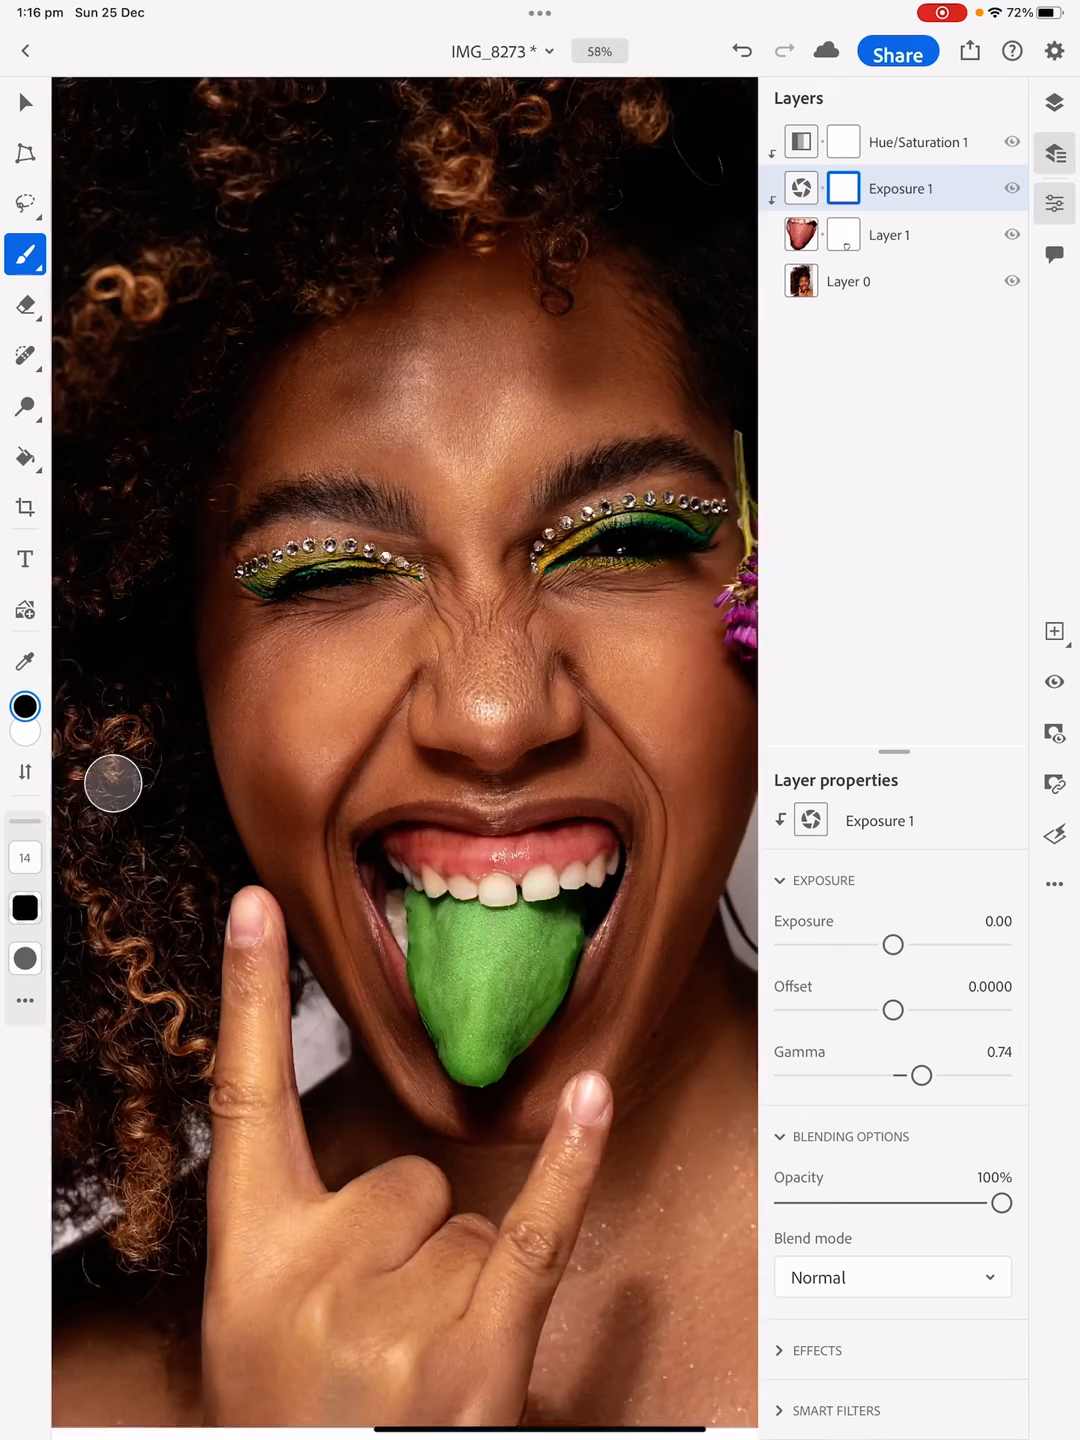 1:16 pm Sun 25 Dec
72%
IMG_8273 *
58%
Share
Layers
Hue/Saturation 1
Exposure 1
Layer 1
Layer 0
T
14
Layer properties
Exposure 1
EXPOSURE
Exposure 0.00
Offset 0.0000
Gamma 0.74
BLENDING OPTIONS
Opacity 100%
Blend mode
Normal
EFFECTS
SMART FILTERS